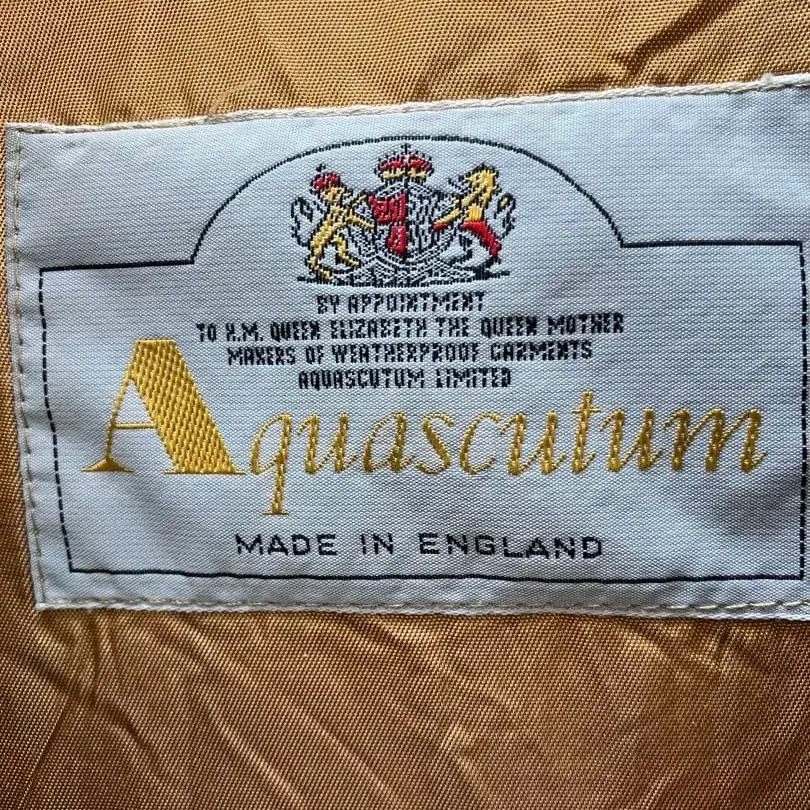 BY APPOINTMENT
TO H.M. QUEEN ELIZABETH THE QUEEN MOTHER
MAKERS OF WEATHERPROOF GARMENTS
AQUASCUTUM LIMITED
Aquascutum
MADE IN ENGLAND